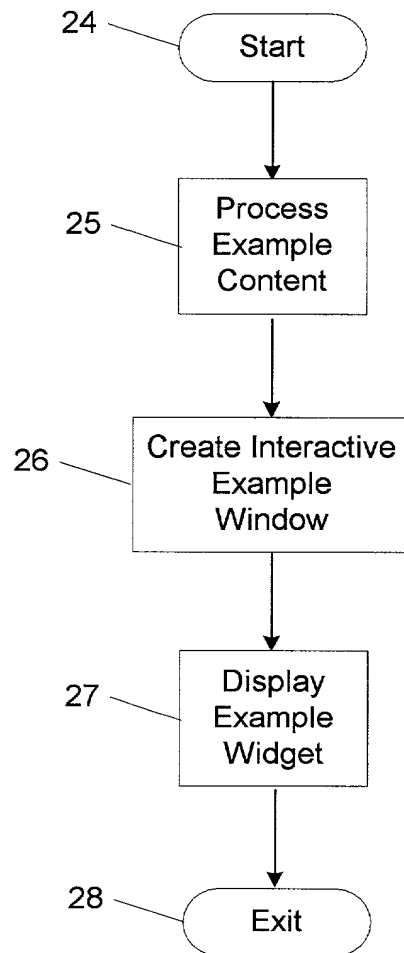 24
Start
25
Process
Example
Content
26
Create Interactive
Example
Window
27
Display
Example
Widget
28
Exit